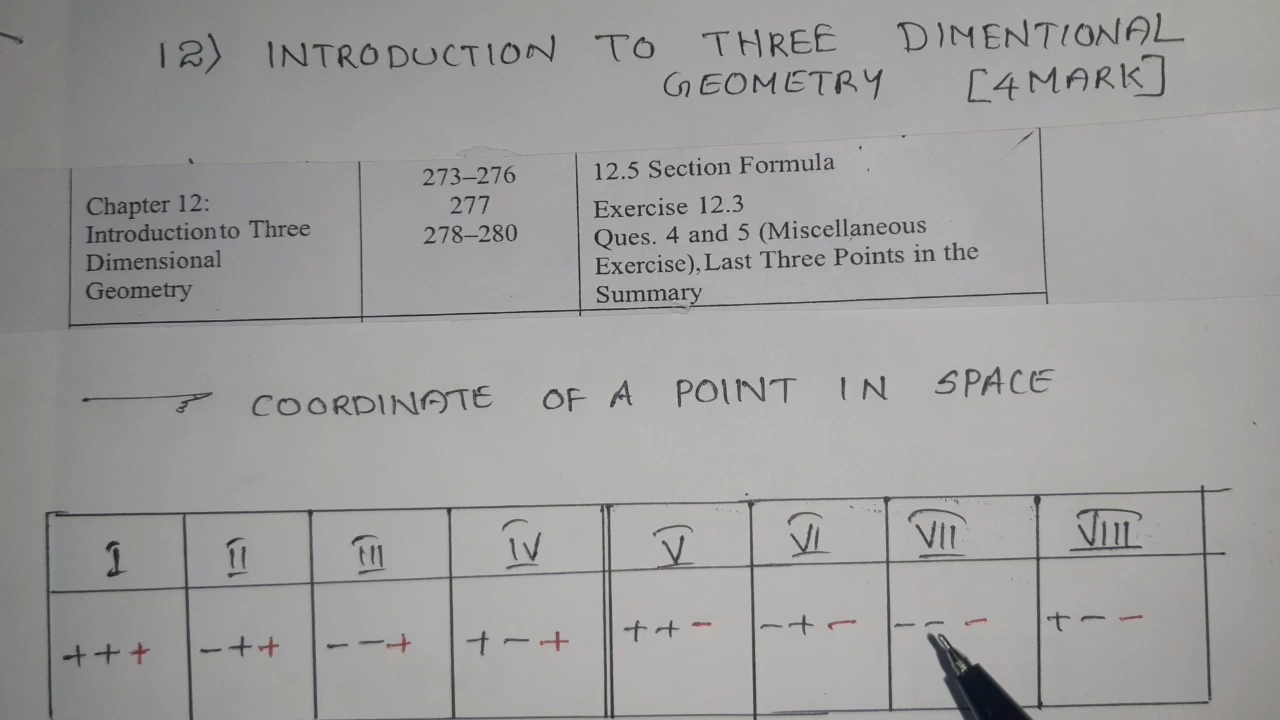 12) INTRODUCTION TO THREE DIMENTIONAL
GEOMETRY [4 MARK]
273–276 12.5 Section Formula
Chapter 12: 277 Exercise 12.3
Introduction to Three 278–280 Ques. 4 and 5 (Miscellaneous
Dimensional Exercise), Last Three Points in the
Geometry Summary
COORDINATE OF A POINT IN SPACE
I II III IV V VI VII VIII
+++ -++ --+ +-+ ++- -+- --- +--